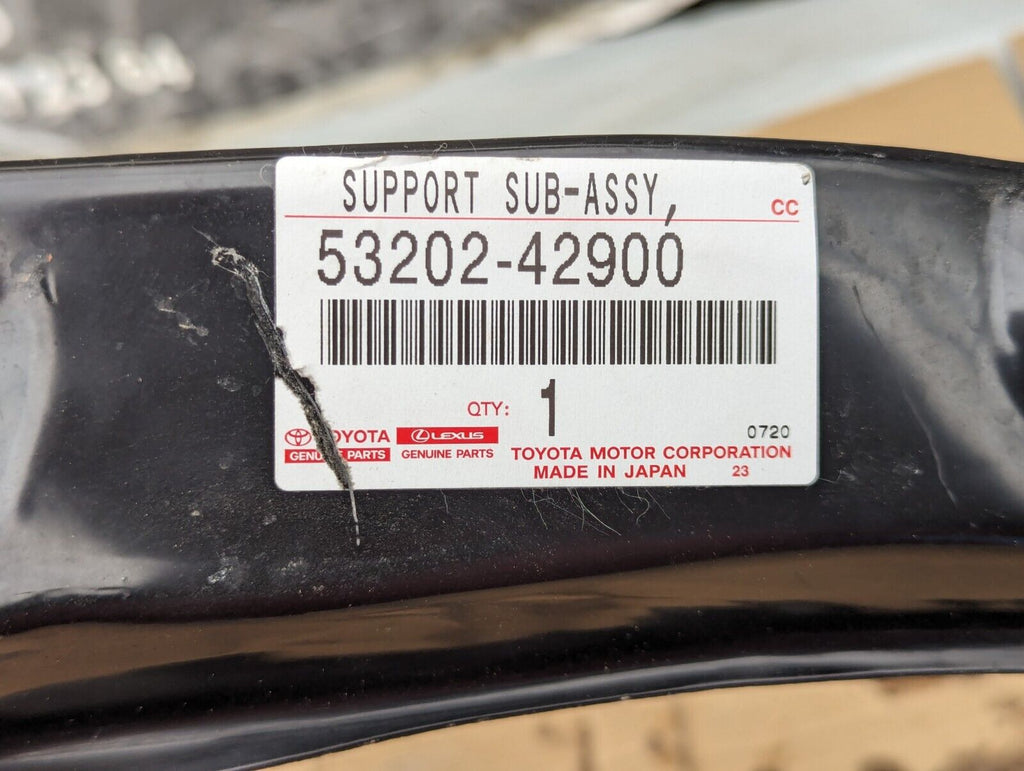 SUPPORT SUB-ASSY,
CC
53202-42900
QTY: 1
TOYOTA
GENUINE PARTS
LEXUS
GENUINE PARTS
0720
TOYOTA MOTOR CORPORATION
MADE IN JAPAN 23